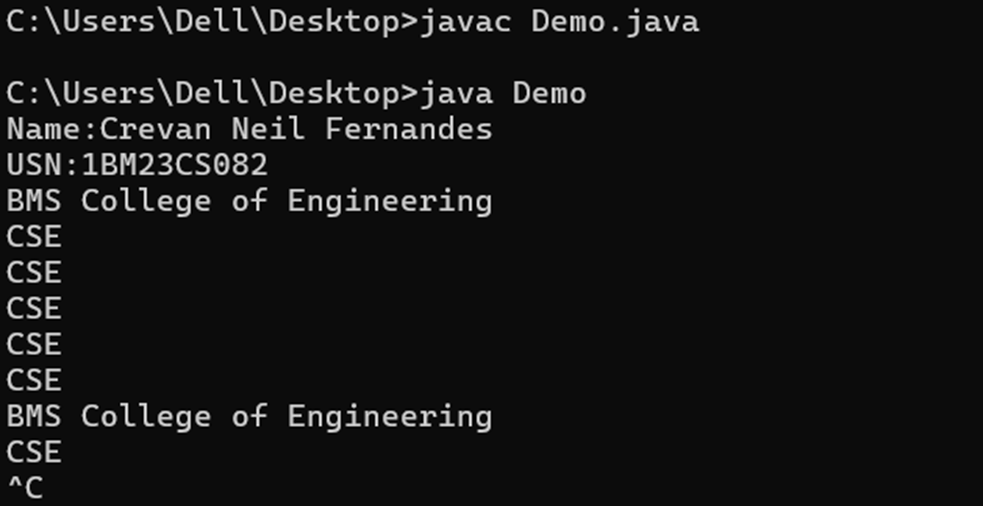 C:\Users\Dell\Desktop>javac Demo.java
C:\Users\Dell\Desktop>java Demo
Name:Crevan Neil Fernandes
USN:1BM23CS082
BMS College of Engineering
CSE
CSE
CSE
CSE
CSE
BMS College of Engineering
CSE
^C